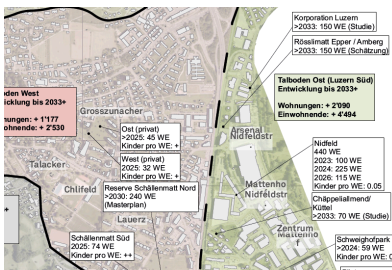 Korporation Luzern
>2033: 150 WE (Studie)
Rösslimatt Epper / Amberg
>2033: 150 WE (Schätzung)
Talboden Ost (Luzern Süd)
Entwicklung bis 2033+
Wohnungen: + 2'090
Einwohnende: + 4'494
oden West
icklung bis 2033+
nungen: + 1'177
ohnende: + 2'530
Grosszunacher
Ost (privat)
>2025: 45 WE
Kinder pro WE: +
West (privat)
>2025: 32 WE
Kinder pro WE: +
Arsenal
Nidfeldstr
Nidfeld
440 WE
2023: 100 WE
2024: 225 WE
2026: 115 WE
Kinder pro WE: 0.05
Talacker
Chlifeld
Reserve Schällenmatt Nord
>2030: 240 WE
(Masterplan)
Mattenho
Nidfeldstr
Chäppeliallmend/
Küttel
>2033: 70 WE (Studie)
Lauerz
Schällenmatt Süd
2025: 74 WE
Kinder pro WE: ++
Zentrum
Mattenho
f
Schweighofpark
>2024: 59 WE
Kinder pro WE: